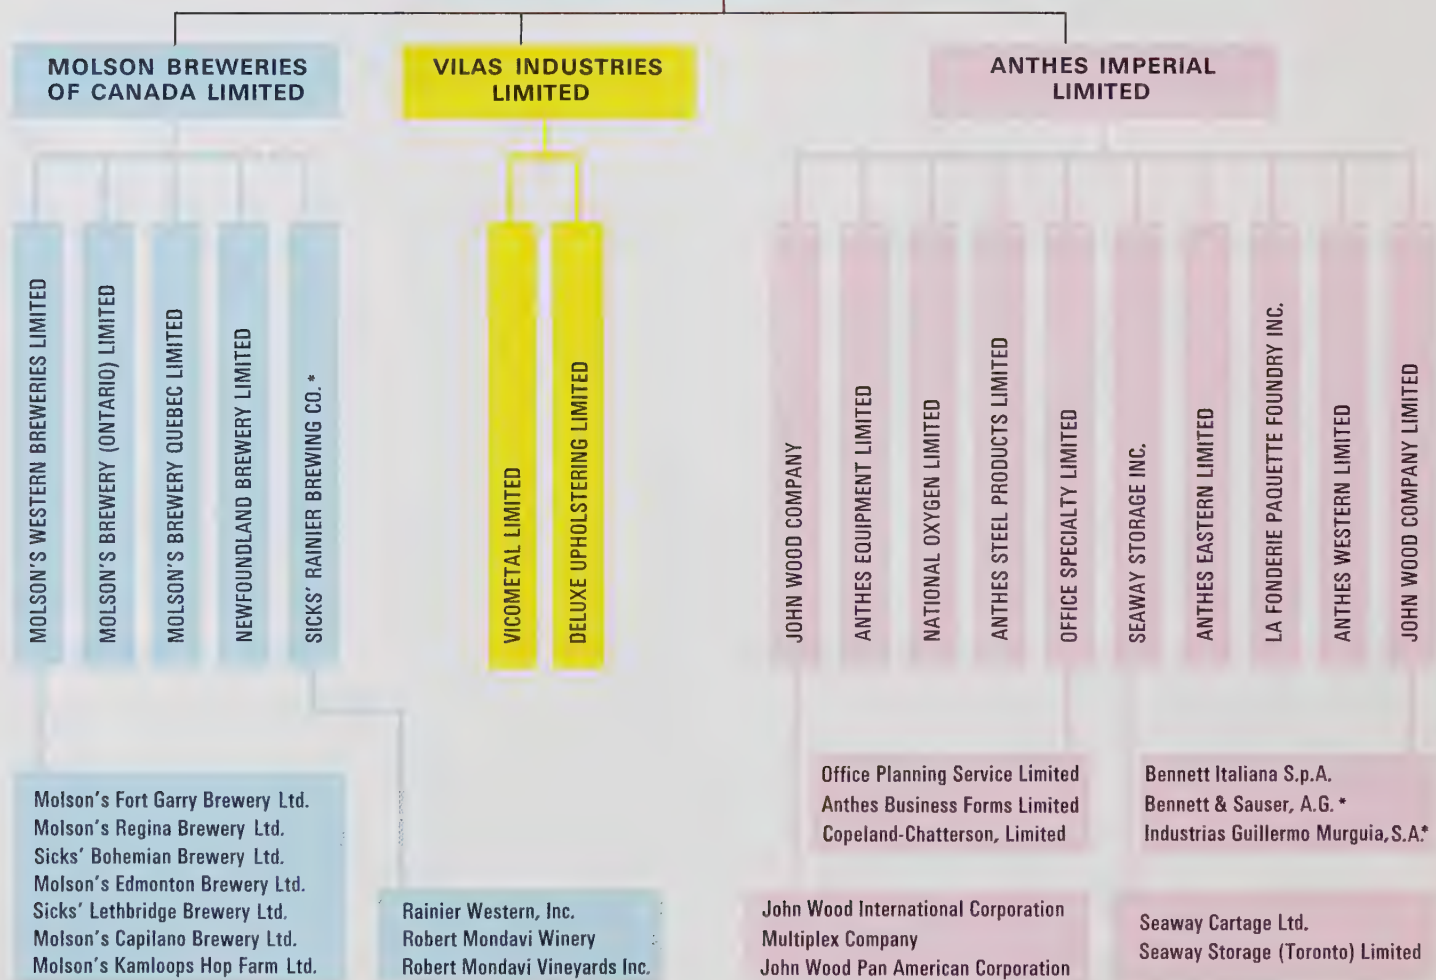 MOLSON BREWERIES
OF CANADA LIMITED
VILAS INDUSTRIES
LIMITED
ANTHES IMPERIAL
LIMITED
MOLSON'S WESTERN BREWERIES LIMITED
MOLSON'S BREWERY (ONTARIO) LIMITED
MOLSON'S BREWERY QUEBEC LIMITED
NEWFOUNDLAND BREWERY LIMITED
SICKS' RAINIER BREWING CO. *
VICOMETAL LIMITED
DELUXE UPHOLSTERING LIMITED
JOHN WOOD COMPANY
ANTHES EQUIPMENT LIMITED
NATIONAL OXYGEN LIMITED
ANTHES STEEL PRODUCTS LIMITED
OFFICE SPECIALTY LIMITED
SEAWAY STORAGE INC.
ANTHES EASTERN LIMITED
LA FONDERIE PAQUETTE FOUNDRY INC.
ANTHES WESTERN LIMITED
JOHN WOOD COMPANY LIMITED
Molson's Fort Garry Brewery Ltd.
Molson's Regina Brewery Ltd.
Sicks' Bohemian Brewery Ltd.
Molson's Edmonton Brewery Ltd.
Sicks' Lethbridge Brewery Ltd.
Molson's Capilano Brewery Ltd.
Molson's Kamloops Hop Farm Ltd.
Rainier Western, Inc.
Robert Mondavi Winery
Robert Mondavi Vineyards Inc.
Office Planning Service Limited
Anthes Business Forms Limited
Copeland-Chatterson, Limited
Bennett Italiana S.p.A.
Bennett & Sauser, A.G. *
Industrias Guillermo Murguia, S.A.*
John Wood International Corporation
Multiplex Company
John Wood Pan American Corporation
Seaway Cartage Ltd.
Seaway Storage (Toronto) Limited